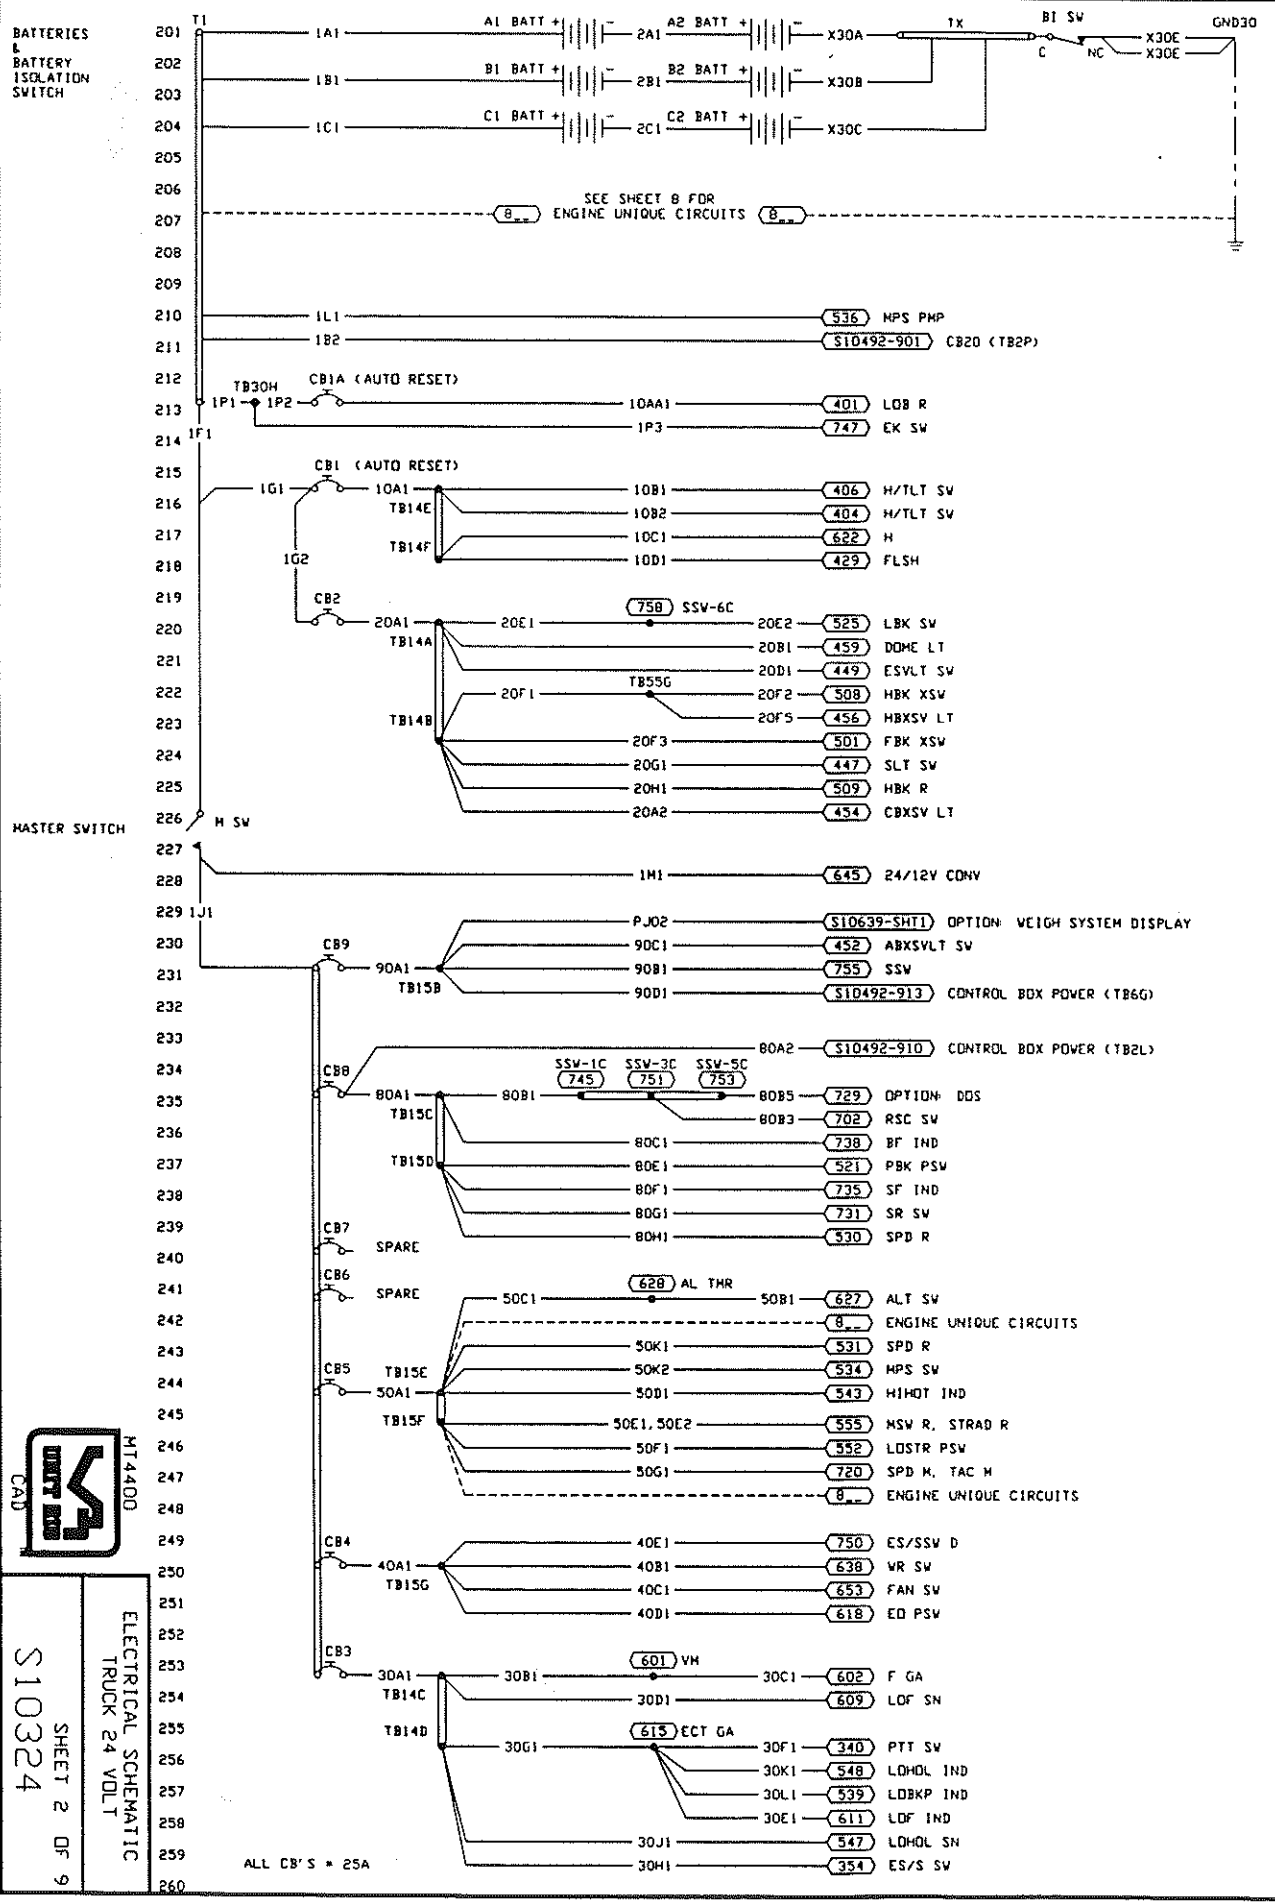 BATTERIES
&
BATTERY
ISOLATION
SWITCH
201 T1 1A1 A1 BATT + - 2A1 A2 BATT + - X30A TX BI SW C NC X30E GND30
X30E
202
203 1B1 B1 BATT + - 2B1 B2 BATT + - X30B
204 1C1 C1 BATT + - 2C1 C2 BATT + - X30C
205
206 SEE SHEET 8 FOR
207 8__ ENGINE UNIQUE CIRCUITS 8__
208
209
210 1L1 536 HPS PMP
211 1B2 S10492-901 CB20 (TB2P)
212 TB30H CB1A (AUTO RESET)
213 1P1 1P2 10AA1 401 LOB R
214 1F1 1P3 747 EK SW
215 CB1 (AUTO RESET)
1G1 10A1 10B1 406 H/TLT SW
216 TB14E 10B2 404 H/TLT SW
217 TB14F 10C1 622 H
218 1G2 10D1 429 FLSH
219 CB2 758 SSW-6C
220 20A1 20E1 20E2 525 LBK SW
TB14A 20B1 459 DOME LT
221 20D1 449 ESVLT SW
222 TB55G
20F1 20F2 508 HBK XSW
223 TB14B 20F5 456 HBXSV LT
20F3 501 FBK XSW
224 20G1 447 SLT SW
225 20H1 509 HBK R
226 M SW 20A2 454 CBXSV LT
MASTER SWITCH
227
228 1H1 645 24/12V CONV
229 1J1 PJ02 S10639-SHT1 OPTION: WEIGH SYSTEM DISPLAY
230 CB9 90C1 452 ABXSVLT SW
231 90A1 90B1 755 SSW
TB15B 90D1 S10492-913 CONTROL BOX POWER (TB6G)
232
233 80A2 S10492-910 CONTROL BOX POWER (TB2L)
234 CB8 SSW-1C SSW-3C SSW-5C
745 751 753
235 80A1 80B1 80B5 729 OPTION: DDS
TB15C 80B3 702 RSC SW
236 80C1 738 BF IND
237 TB15D 80E1 521 PBK PSW
238 80F1 735 SF IND
80G1 731 SR SW
239 CB7 80H1 530 SPD R
240 SPARE
241 CB6 628 AL THR
SPARE 50C1 50B1 627 ALT SW
242 8__ ENGINE UNIQUE CIRCUITS
243 50K1 531 SPD R
CB5 TB15E 50K2 534 HPS SW
244 50A1 50D1 543 HIHOT IND
245 TB15F 50E1,50E2 555 MSW R, STRAD R
246 50F1 552 LOSTR PSW
247 50G1 720 SPD M, TAC M
248 8__ ENGINE UNIQUE CIRCUITS
249 CB4 40E1 750 ES/SSW D
250 40A1 40B1 638 WR SW
TB15G 40C1 653 FAN SW
251 40D1 618 EO PSW
252
253 CB3 601 VM
30A1 30B1 30C1 602 F GA
254 TB14C 30D1 609 LOF SN
255 TB14D 615 ECT GA
256 30G1 30F1 340 PTT SW
30K1 548 LOHOL IND
257 30L1 539 LOBKP IND
258 30E1 611 LOF IND
259 30J1 547 LOHOL SN
ALL CB'S = 25A 30H1 354 ES/S SW
260
MT4400
UNIT RIG
CAD
ELECTRICAL SCHEMATIC
TRUCK 24 VOLT
SHEET 2 OF 9
S10324